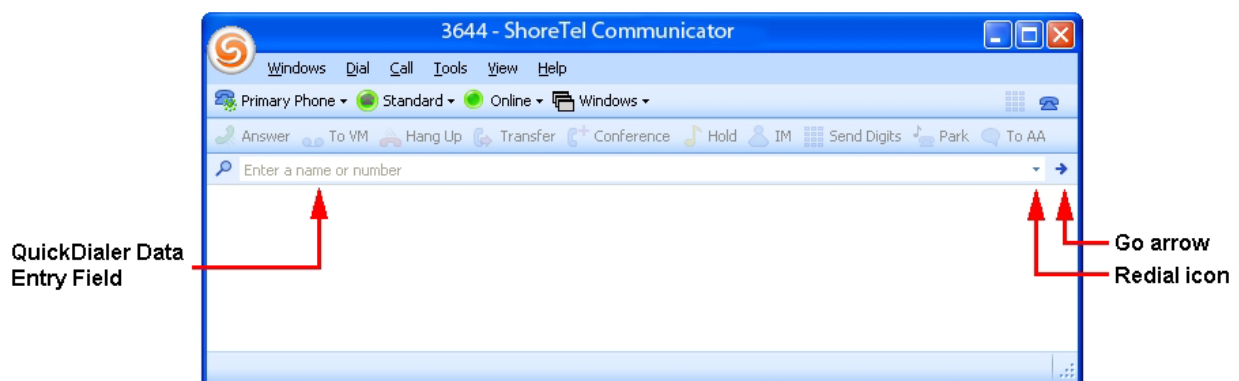 3644 - ShoreTel Communicator
Windows Dial Call Tools View Help
Primary Phone Standard Online Windows
Answer To VM Hang Up Transfer Conference Hold IM Send Digits Park To AA
Enter a name or number
QuickDialer Data
Entry Field
Go arrow
Redial icon